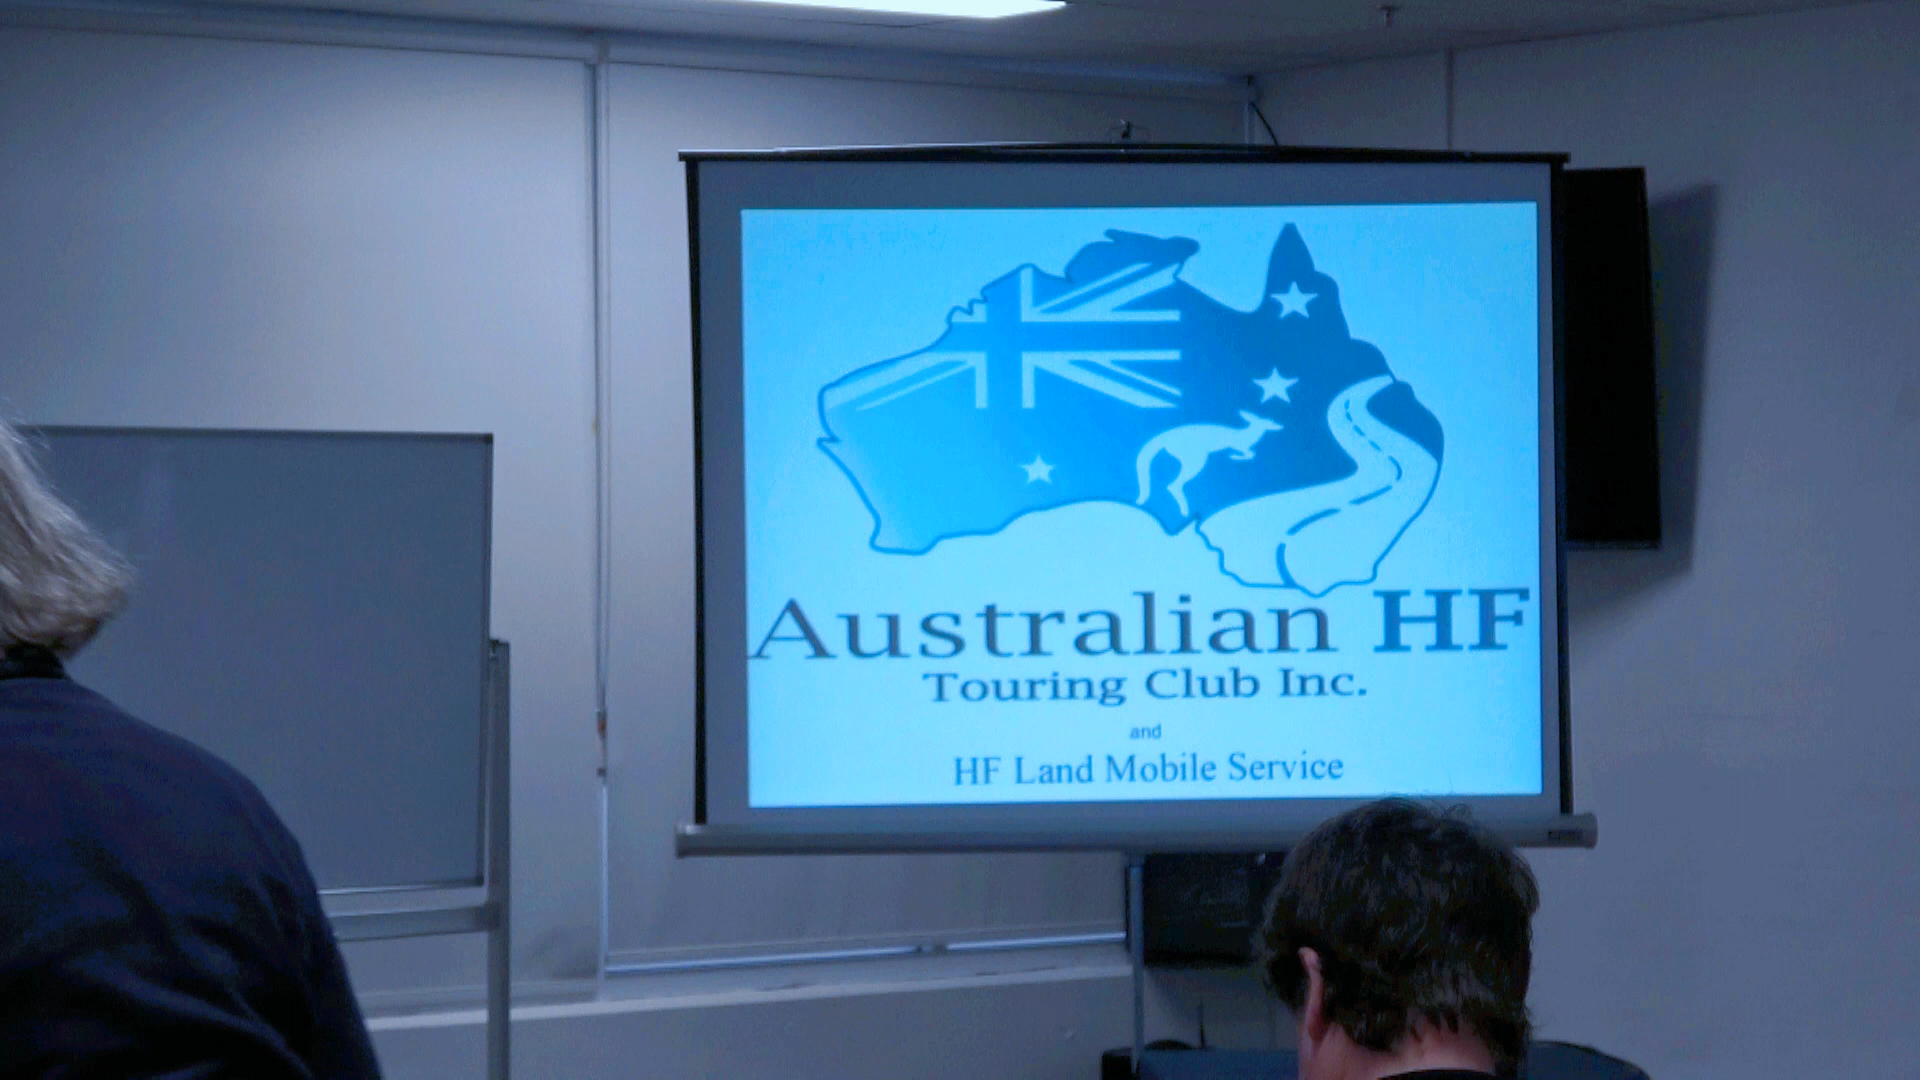 Australian HF
Touring Club Inc.
and
HF Land Mobile Service